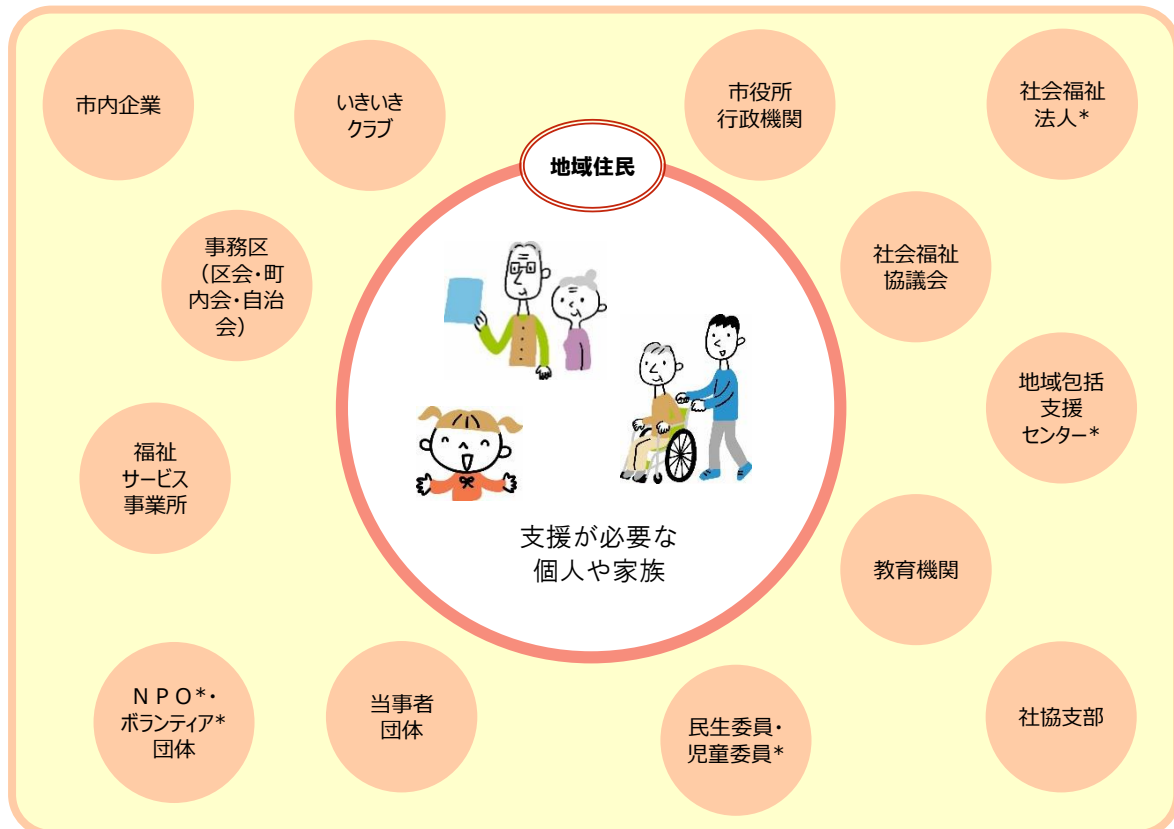 市内企業
いきいき
クラブ
市役所
行政機関
社会福祉
法人*
地域住民
事務区
（区会・町
内会・自治
会）
社会福祉
協議会
地域包括
支援
センター*
福祉
サービス
事業所
支援が必要な
個人や家族
教育機関
ＮＰＯ*・
ボランティア*
団体
当事者
団体
民生委員・
児童委員*
社協支部